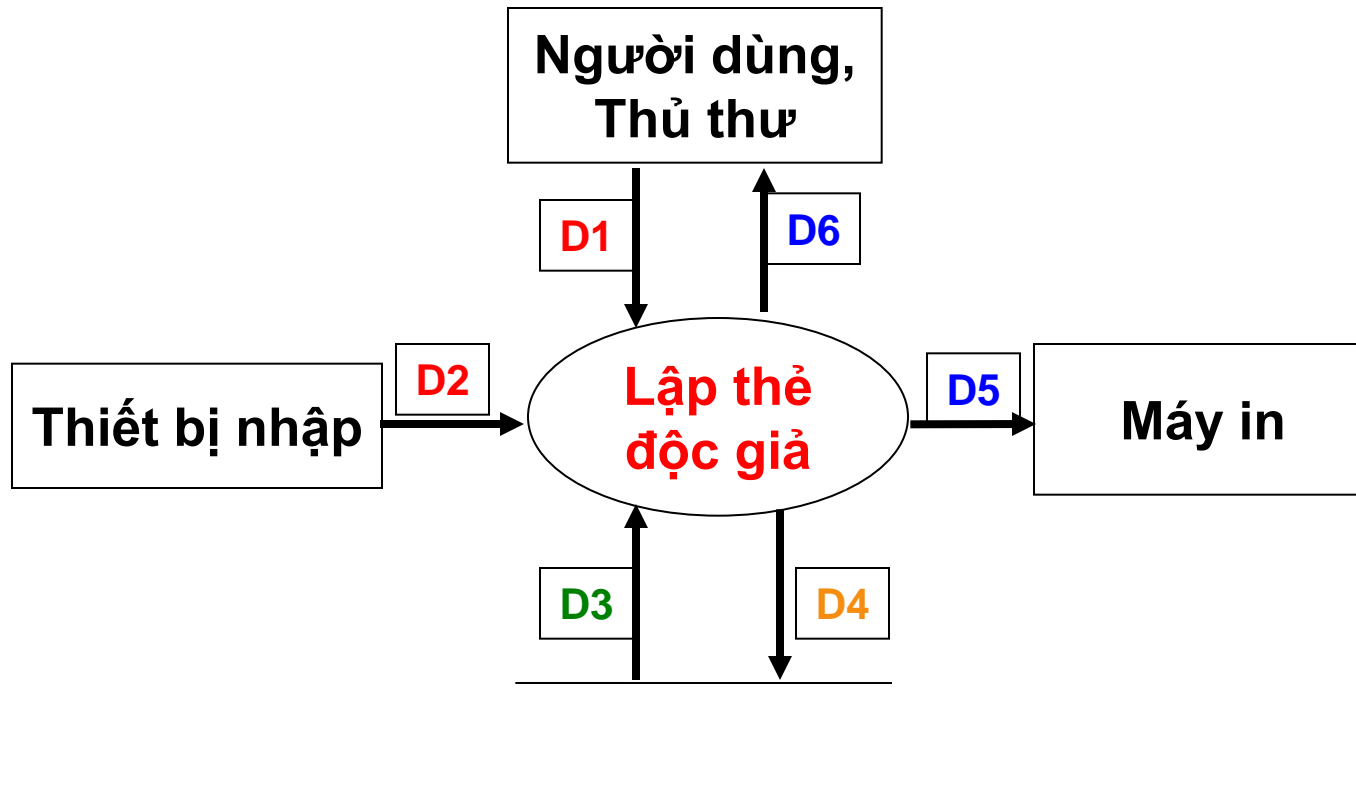 Người dùng,
Thủ thư
D1
D6
Thiết bị nhập
D2
Lập thẻ
độc giả
D5
Máy in
D3
D4